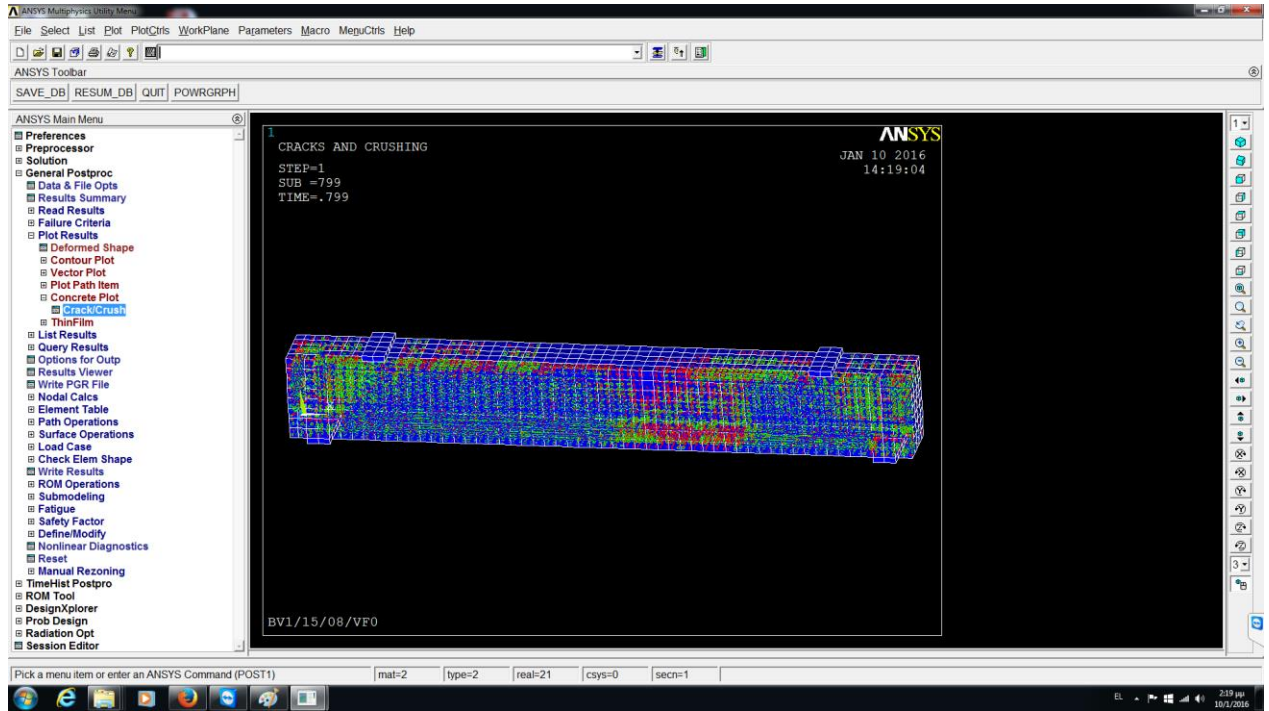 ANSYS Multiphysics Utility Menu
File Select List Plot PlotCtrls WorkPlane Parameters Macro MenuCtrls Help
ANSYS Toolbar
SAVE_DB RESUM_DB QUIT POWRGRPH
ANSYS Main Menu
Preferences
Preprocessor
Solution
General Postproc
Data & File Opts
Results Summary
Read Results
Failure Criteria
Plot Results
Deformed Shape
Contour Plot
Vector Plot
Plot Path Item
Concrete Plot
Crack/Crush
ThinFilm
List Results
Query Results
Options for Outp
Results Viewer
Write PGR File
Nodal Calcs
Element Table
Path Operations
Surface Operations
Load Case
Check Elem Shape
Write Results
ROM Operations
Submodeling
Fatigue
Safety Factor
Define/Modify
Nonlinear Diagnostics
Reset
Manual Rezoning
TimeHist Postpro
ROM Tool
DesignXplorer
Prob Design
Radiation Opt
Session Editor
1
CRACKS AND CRUSHING
STEP=1
SUB =799
TIME=.799
ANSYS
JAN 10 2016
14:19:04
BV1/15/08/VF0
1
3
Pick a menu item or enter an ANSYS Command (POST1) mat=2 type=2 real=21 csys=0 secn=1
EL 2:19 μμ
10/1/2016